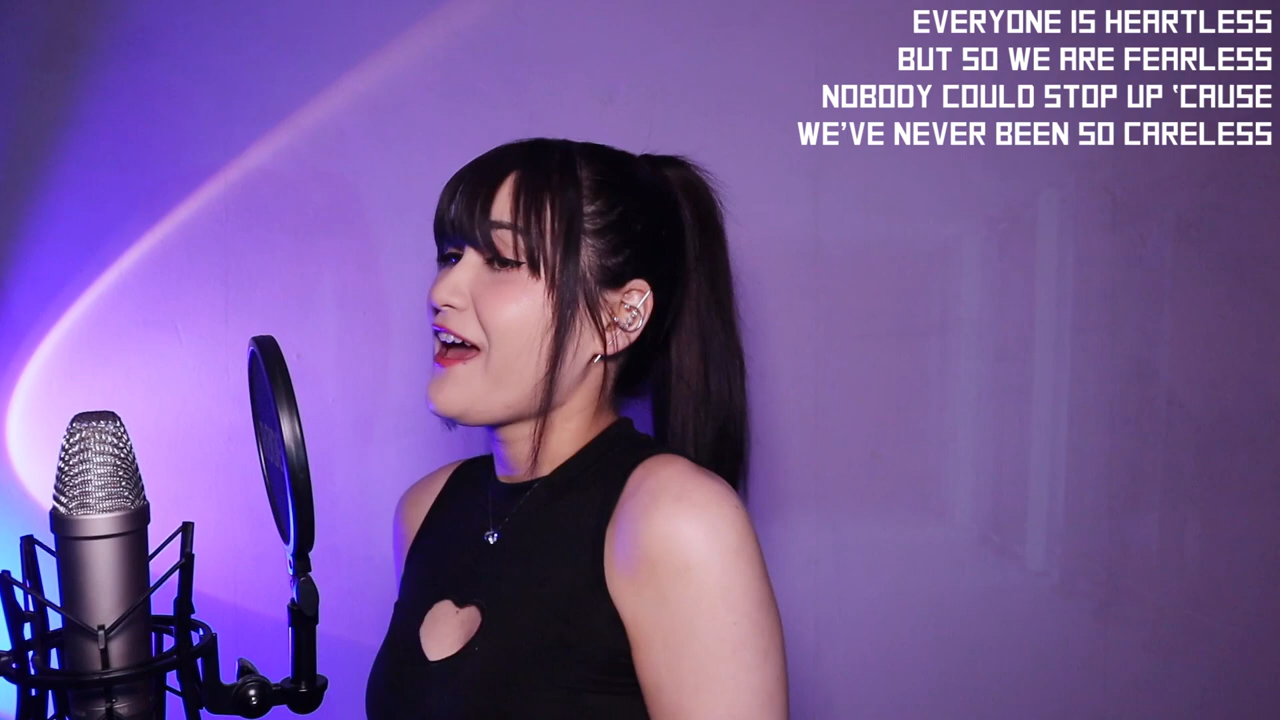 EVERYONE IS HEARTLESS
BUT SO WE ARE FEARLESS
NOBODY COULD STOP UP ‘CAUSE
WE’VE NEVER BEEN SO CARELESS